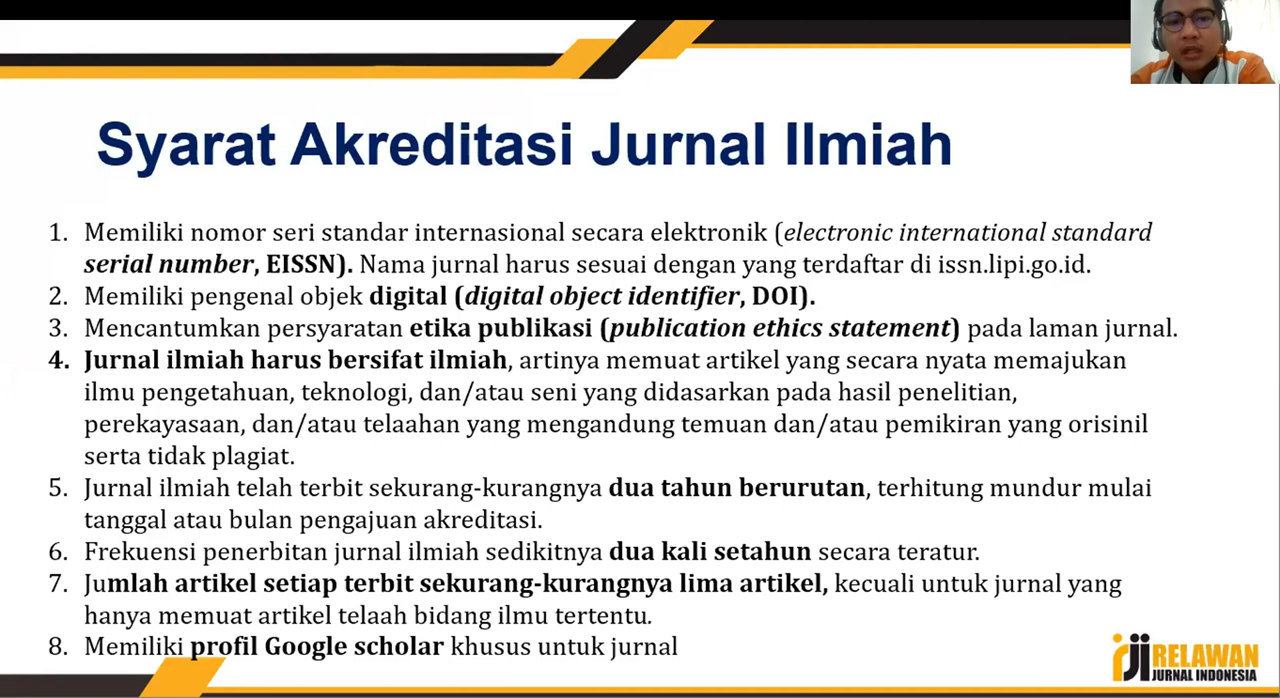 Syarat Akreditasi Jurnal Ilmiah
1. Memiliki nomor seri standar internasional secara elektronik (electronic international standard
serial number, EISSN). Nama jurnal harus sesuai dengan yang terdaftar di issn.lipi.go.id.
2. Memiliki pengenal objek digital (digital object identifier, DOI).
3. Mencantumkan persyaratan etika publikasi (publication ethics statement) pada laman jurnal.
4. Jurnal ilmiah harus bersifat ilmiah, artinya memuat artikel yang secara nyata memajukan
ilmu pengetahuan, teknologi, dan/atau seni yang didasarkan pada hasil penelitian,
perekayasaan, dan/atau telaahan yang mengandung temuan dan/atau pemikiran yang orisinil
serta tidak plagiat.
5. Jurnal ilmiah telah terbit sekurang-kurangnya dua tahun berurutan, terhitung mundur mulai
tanggal atau bulan pengajuan akreditasi.
6. Frekuensi penerbitan jurnal ilmiah sedikitnya dua kali setahun secara teratur.
7. Jumlah artikel setiap terbit sekurang-kurangnya lima artikel, kecuali untuk jurnal yang
hanya memuat artikel telaah bidang ilmu tertentu.
8. Memiliki profil Google scholar khusus untuk jurnal
rji RELAWAN
JURNAL INDONESIA